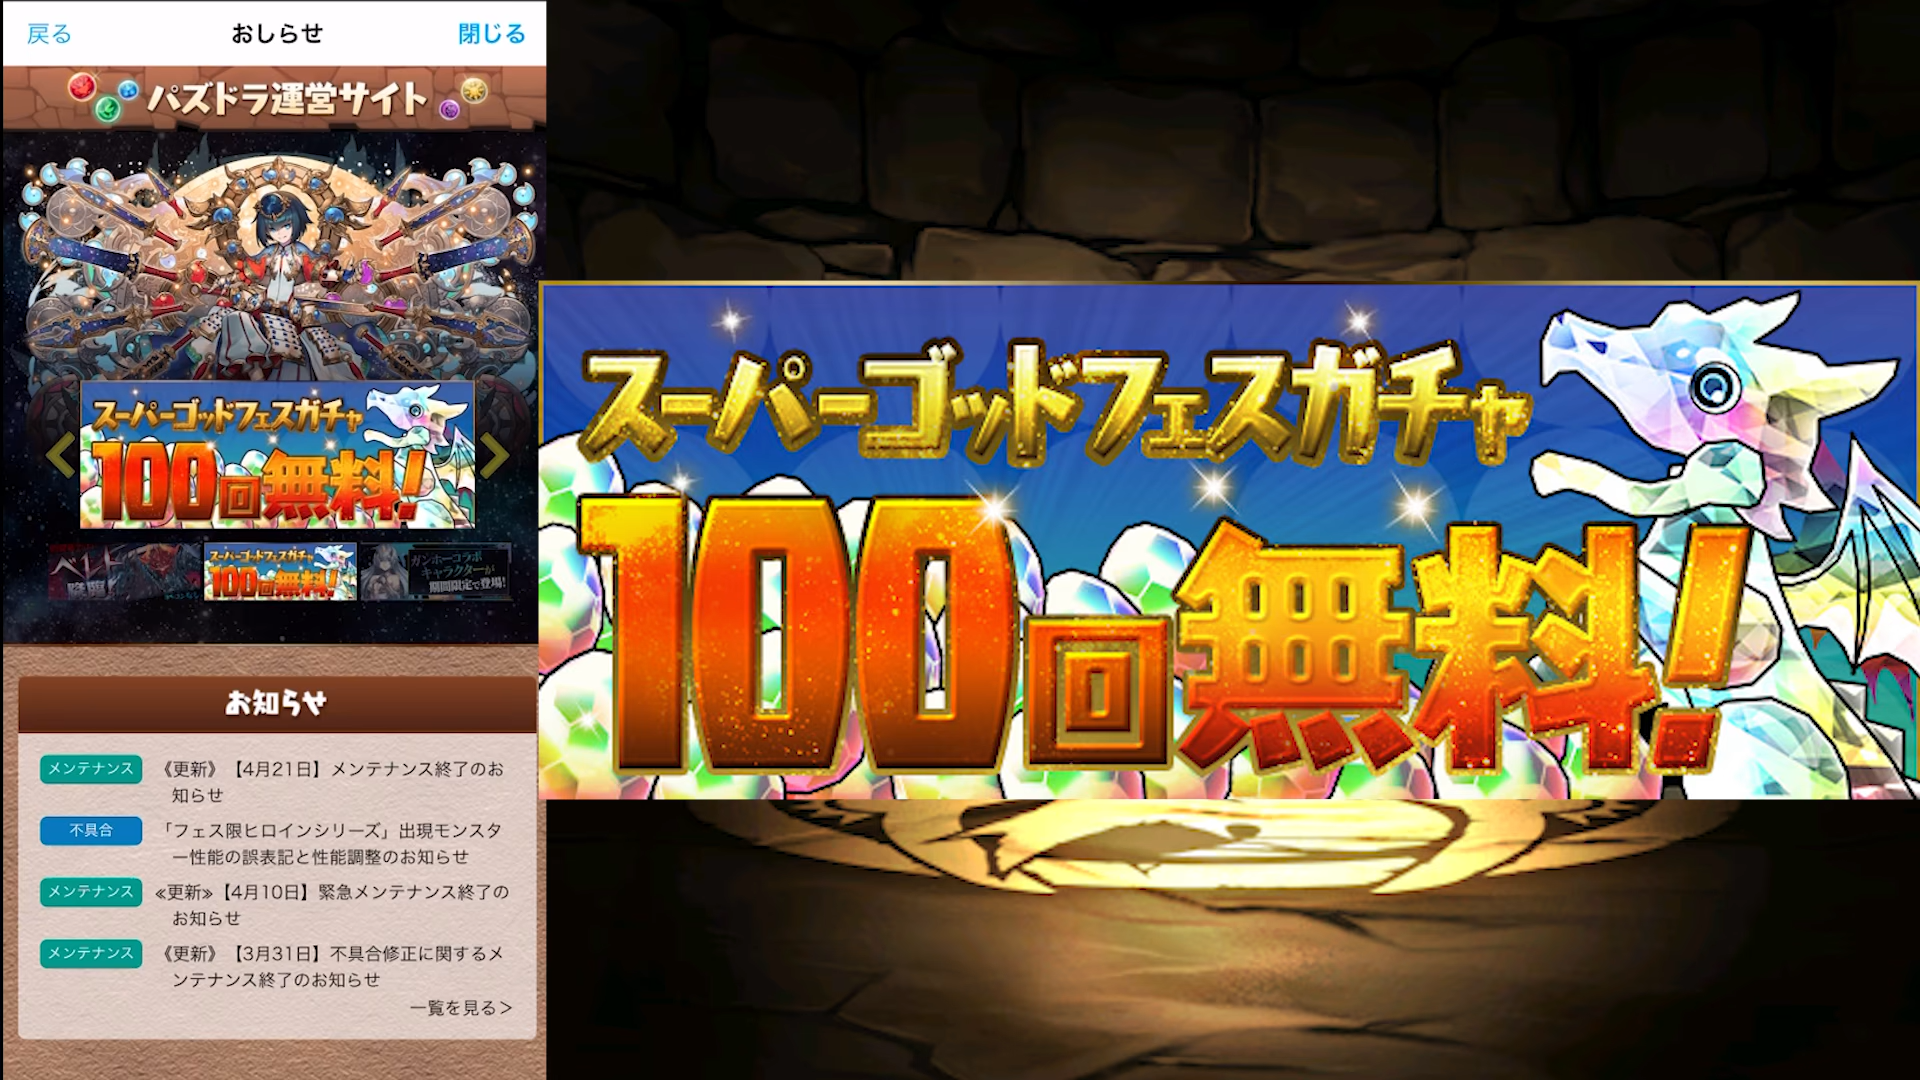 戻る
おしらせ
閉じる
パズドラ運営サイト
スーパーゴッドフェスガチャ
100回無料!
スーパーゴッドフェスガチャ
100回無料!
ガンホーコラボ
キャラクターが
期間限定で登場!
お知らせ
メンテナンス
《更新》【4月21日】メンテナンス終了のお
知らせ
不具合
「フェス限ヒロインシリーズ」出現モンスタ
ー性能の誤表記と性能調整のお知らせ
メンテナンス
≪更新≫【4月10日】緊急メンテナンス終了の
お知らせ
メンテナンス
《更新》【3月31日】不具合修正に関するメ
ンテナンス終了のお知らせ
一覧を見る＞
スーパーゴッドフェスガチャ
100回無料!